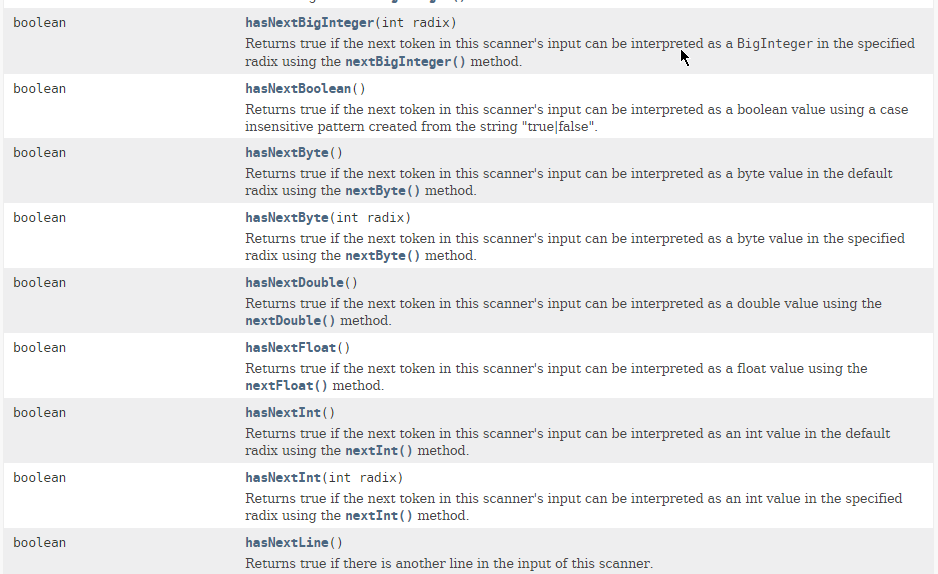 boolean hasNextBigInteger(int radix)
Returns true if the next token in this scanner's input can be interpreted as a BigInteger in the specified
radix using the nextBigInteger() method.
boolean hasNextBoolean()
Returns true if the next token in this scanner's input can be interpreted as a boolean value using a case
insensitive pattern created from the string "true|false".
boolean hasNextByte()
Returns true if the next token in this scanner's input can be interpreted as a byte value in the default
radix using the nextByte() method.
boolean hasNextByte(int radix)
Returns true if the next token in this scanner's input can be interpreted as a byte value in the specified
radix using the nextByte() method.
boolean hasNextDouble()
Returns true if the next token in this scanner's input can be interpreted as a double value using the
nextDouble() method.
boolean hasNextFloat()
Returns true if the next token in this scanner's input can be interpreted as a float value using the
nextFloat() method.
boolean hasNextInt()
Returns true if the next token in this scanner's input can be interpreted as an int value in the default
radix using the nextInt() method.
boolean hasNextInt(int radix)
Returns true if the next token in this scanner's input can be interpreted as an int value in the specified
radix using the nextInt() method.
boolean hasNextLine()
Returns true if there is another line in the input of this scanner.